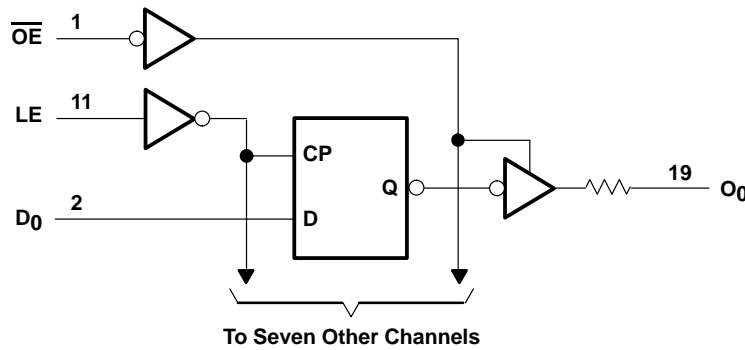 OE 1
LE 11
CP
Q
19 O0
D0 2
D
To Seven Other Channels